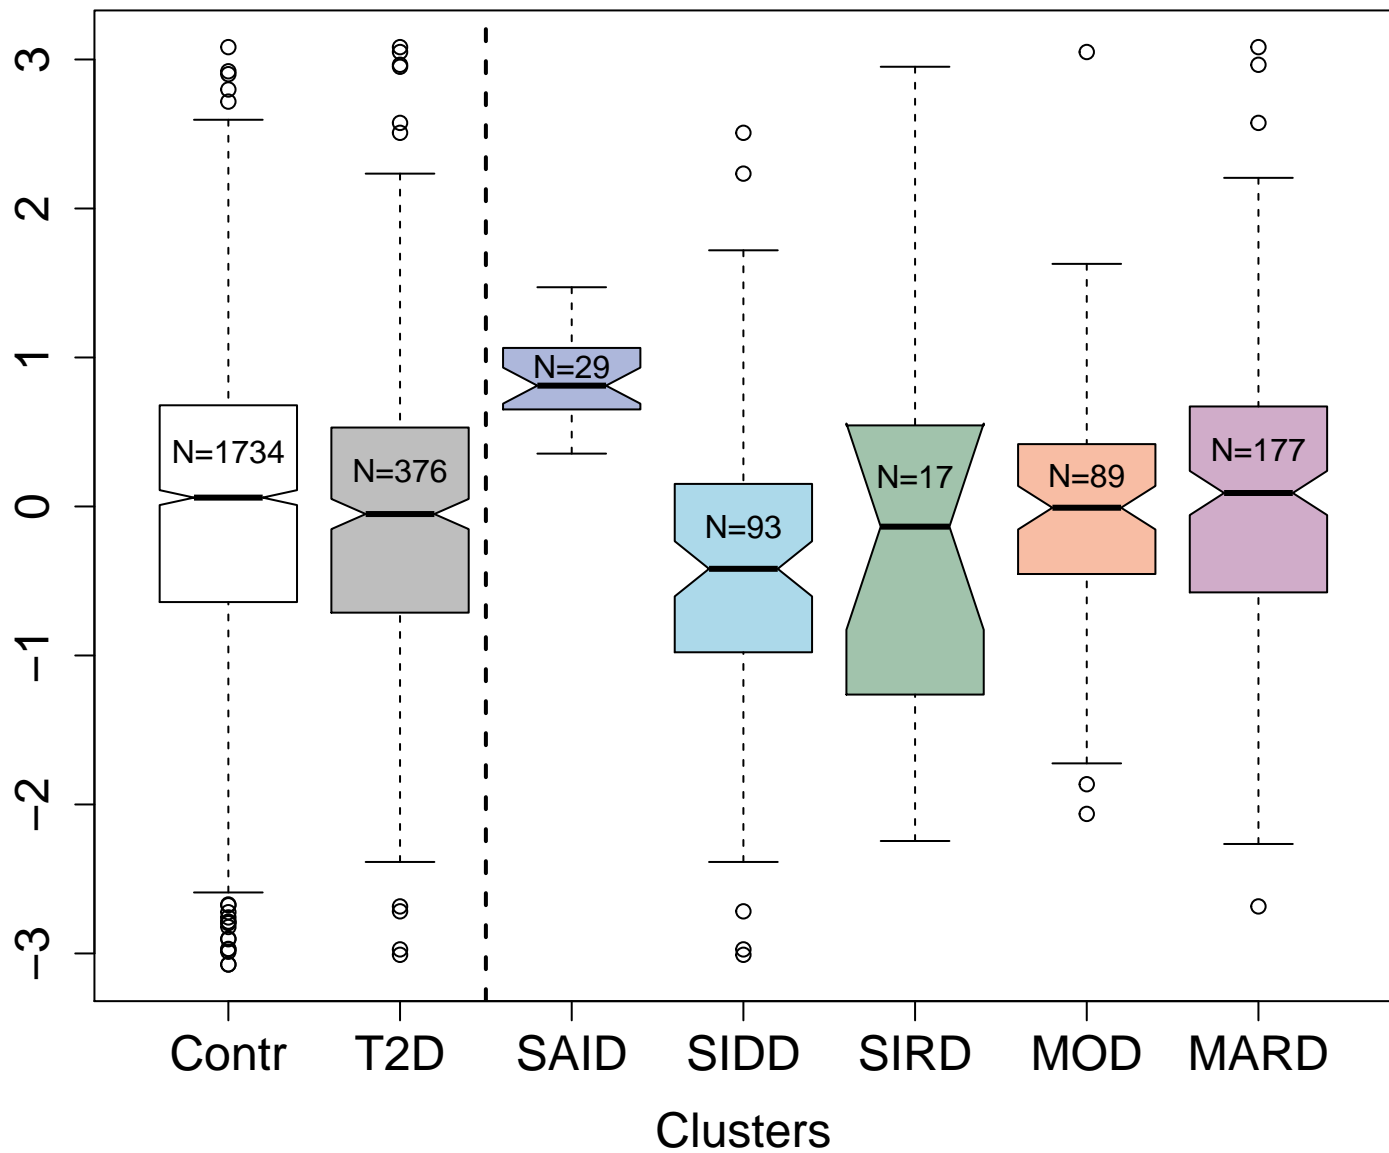 3
2
1
0
−1
−2
−3
N=1734
N=376
N=29
N=93
N=17
N=89
N=177
Contr T2D SAID SIDD SIRD MOD MARD
Clusters